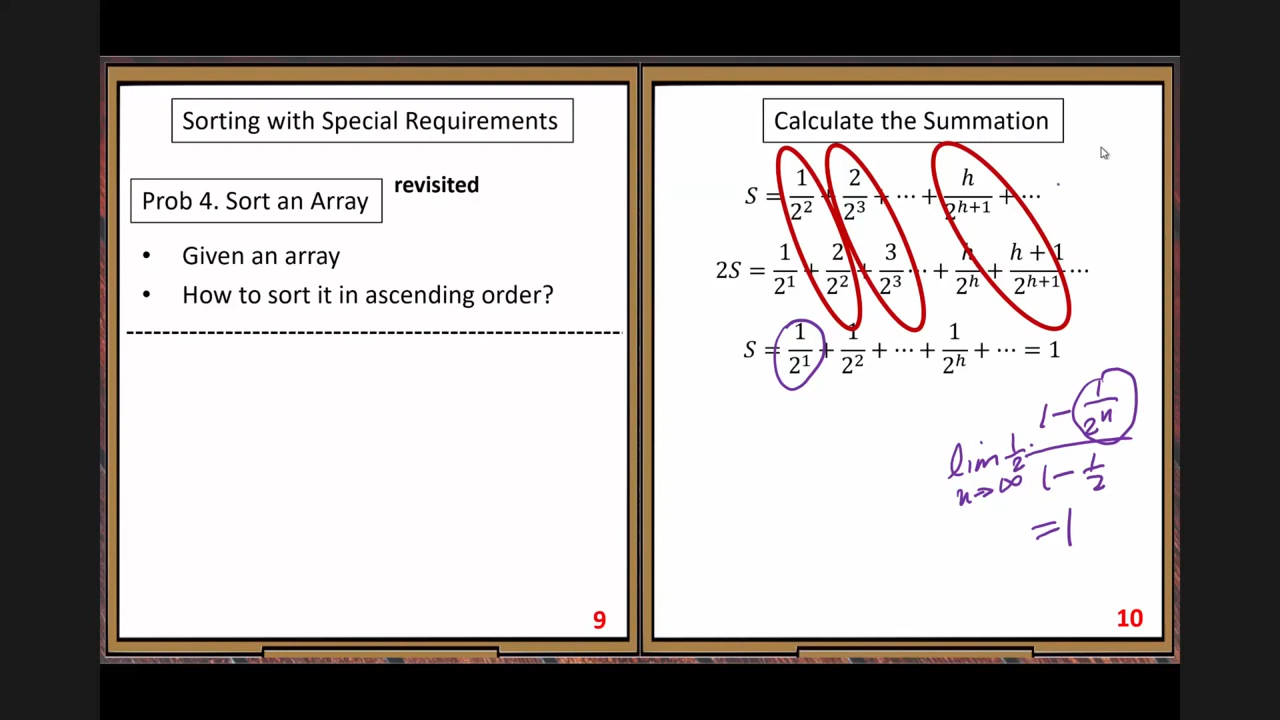 Sorting with Special Requirements
Prob 4. Sort an Array
revisited
• Given an array
• How to sort it in ascending order?
9
Calculate the Summation
S = 1/2^2 + 2/2^3 + ⋯ + h/2^{h+1} + ⋯
2S = 1/2^1 + 2/2^2 + 3/2^3 ⋯ + h/2^h + h + 1/2^{h+1} ⋯
S = 1/2^1 + 1/2^2 + ⋯ + 1/2^h + ⋯ = 1
lim n→∞ 1/2 · 1 - 1/2^n / 1 - 1/2
=1
10